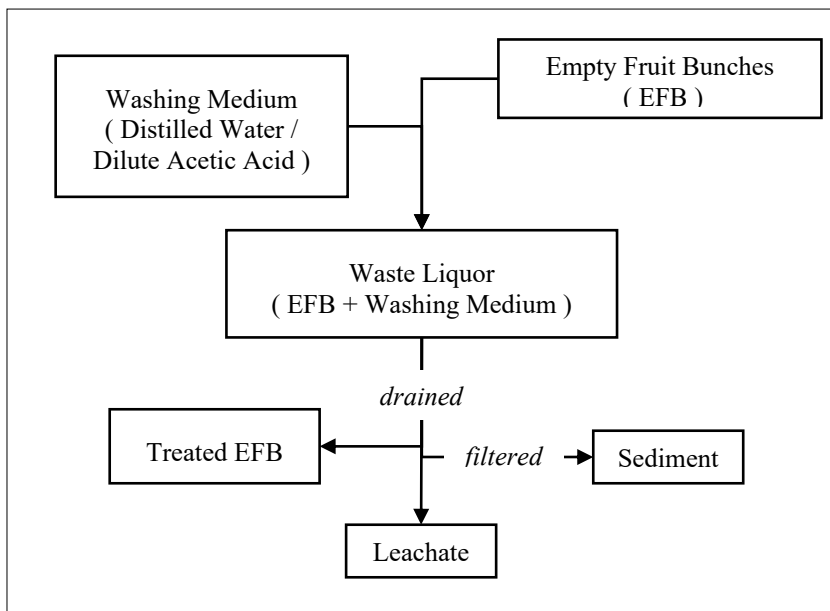 Washing Medium
( Distilled Water /
Dilute Acetic Acid )
Empty Fruit Bunches
( EFB )
Waste Liquor
( EFB + Washing Medium )
drained
Treated EFB
filtered
Sediment
Leachate